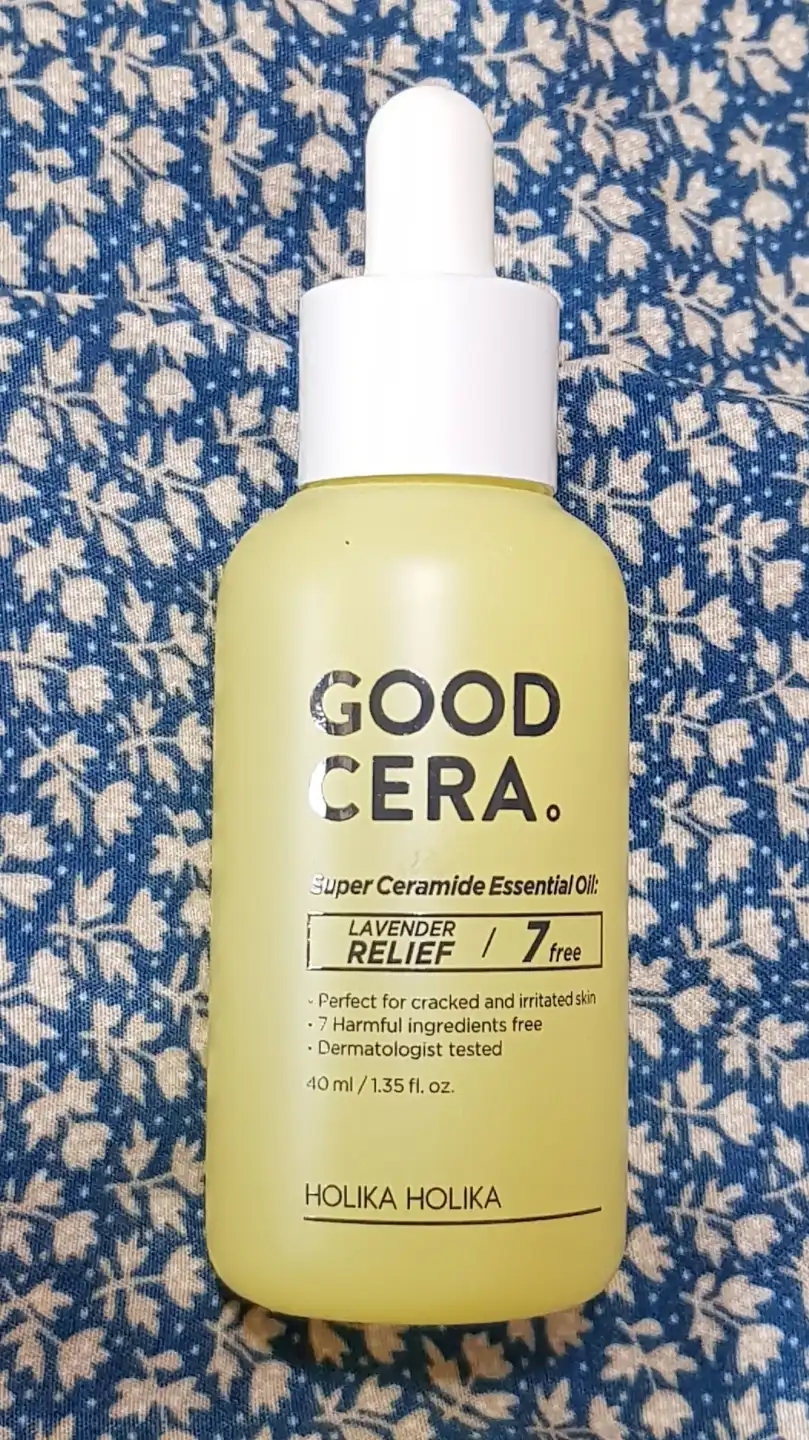 GOOD
CERA.
Super Ceramide Essential Oil:
LAVENDER
RELIEF / 7 free
· Perfect for cracked and irritated skin
· 7 Harmful ingredients free
· Dermatologist tested
40 ml / 1.35 fl. oz.
HOLIKA HOLIKA